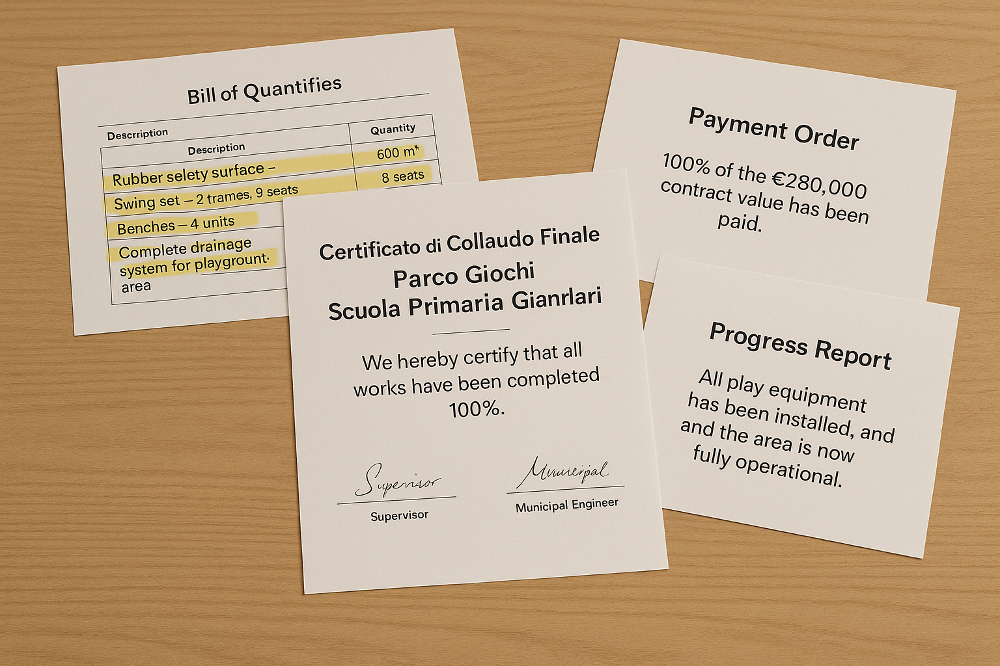 Bill of Quantifies
Descrription
Description
Quantity
Rubber selety surface –
600 m*
Swing set – 2 trames, 9 seats
8 seats
Benches – 4 units
Complete drainage
system for playgrount·
area
Payment Order
100% of the €280,000
contract value has been
paid.
Certificato di Collaudo Finale
Parco Giochi
Scuola Primaria Gianrlari
We hereby certify that all
works have been completed
100%.
Supervisor
Municipal
Supervisor
Municipal Engineer
Progress Report
All play equipment
has been installed, and
and the area is now
fully operational.